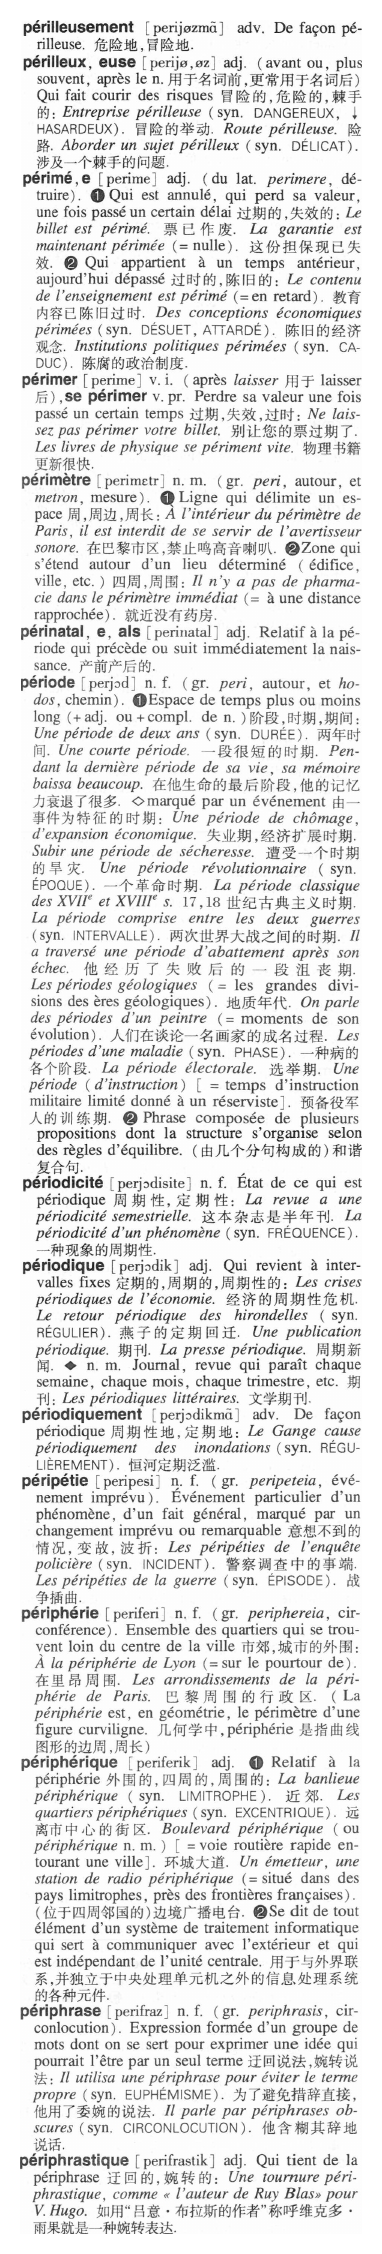 périlleusement [perijøzmã] adv. De façon pé-
rilleuse. 危险地,冒险地.
périlleux, euse [perijø,øz] adj. (avant ou, plus
souvent, après le n. 用于名词前,更常用于名词后)
Qui fait courir des risques 冒险的,危险的,棘手
的: Entreprise périlleuse (syn. DANGEREUX, ↓
HASARDEUX). 冒险的举动. Route périlleuse. 险
路. Aborder un sujet périlleux (syn. DÉLICAT).
涉及一个棘手的问题.
périmé,e [perime] adj. (du lat. perimere, dé-
truire). ❶Qui est annulé, qui perd sa valeur,
une fois passé un certain délai 过期的,失效的: Le
billet est périmé. 票已作废. La garantie est
maintenant périmée (= nulle). 这份担保现已失
效. ❷ Qui appartient à un temps antérieur,
aujourd'hui dépassé 过时的,陈旧的: Le contenu
de l'enseignement est périmé (=en retard). 教育
内容已陈旧过时. Des conceptions économiques
périmées (syn. DÉSUET, ATTARDÉ). 陈旧的经济
观念. Institutions politiques périmées (syn. CA-
DUC). 陈腐的政治制度.
périmer [perime] v. i. (après laisser 用于 laisser
后),se périmer v. pr. Perdre sa valeur une fois
passé un certain temps 过期,失效,过时: Ne lais-
sez pas périmer votre billet. 别让您的票过期了.
Les livres de physique se périment vite. 物理书籍
更新很快.
périmètre [perimetr] n. m. (gr. peri, autour, et
metron, mesure). ❶Ligne qui délimite un es-
pace 周,周边,周长: À l'intérieur du périmètre de
Paris, il est interdit de se servir de l'avertisseur
sonore. 在巴黎市区,禁止鸣高音喇叭. ❷Zone qui
s'étend autour d'un lieu déterminé (édifice,
ville, etc.) 四周,周围: Il n'y a pas de pharma-
cie dans le périmètre immédiat (= à une distance
rapprochée). 就近没有药房.
périnatal, e, als [perinatal] adj. Relatif à la pé-
riode qui précède ou suit immédiatement la nais-
sance. 产前产后的.
période [perjɔd] n. f. (gr. peri, autour, et ho-
dos, chemin). ❶Espace de temps plus ou moins
long (+adj. ou +compl. de n.)阶段,时期,期间:
Une période de deux ans (syn. DURÉE). 两年时
间. Une courte période. 一段很短的时期. Pen-
dant la dernière période de sa vie, sa mémoire
baissa beaucoup. 在他生命的最后阶段,他的记忆
力衰退了很多. ◇marqué par un événement 由一
事件为特征的时期: Une période de chômage,
d'expansion économique. 失业期,经济扩展时期.
Subir une période de sécheresse. 遭受一个时期
的旱灾. Une période révolutionnaire (syn.
ÉPOQUE). 一个革命时期. La période classique
des XVIIe et XVIIIe s. 17,18 世纪古典主义时期.
La période comprise entre les deux guerres
(syn. INTERVALLE). 两次世界大战之间的时期. Il
a traversé une période d'abattement après son
échec. 他经历了失败后的一段沮丧期.
Les périodes géologiques (= les grandes divi-
sions des ères géologiques). 地质年代. On parle
des périodes d'un peintre (= moments de son
évolution). 人们在谈论一名画家的成名过程. Les
périodes d'une maladie (syn. PHASE). 一种病的
各个阶段. La période électorale. 选举期. Une
période (d'instruction) [= temps d'instruction
militaire limité donné à un réserviste]. 预备役军
人的训练期. ❷ Phrase composée de plusieurs
propositions dont la structure s'organise selon
des règles d'équilibre. (由几个分句构成的)和谐
复合句.
périodicité [perjɔdisite] n. f. État de ce qui est
périodique 周期性,定期性: La revue a une
périodicité semestrielle. 这本杂志是半年刊. La
périodicité d'un phénomène (syn. FRÉQUENCE).
一种现象的周期性.
périodique [perjɔdik] adj. Qui revient à inter-
valles fixes 定期的,周期的,周期性的: Les crises
périodiques de l'économie. 经济的周期性危机.
Le retour périodique des hirondelles (syn.
RÉGULIER). 燕子的定期回迁. Une publication
périodique. 期刊. La presse périodique. 周期新
闻. ◆ n. m. Journal, revue qui paraît chaque
semaine, chaque mois, chaque trimestre, etc. 期
刊: Les périodiques littéraires. 文学期刊.
périodiquement [perjɔdikmã] adv. De façon
périodique 周期性地,定期地: Le Gange cause
périodiquement des inondations (syn. RÉGU-
LIÈREMENT). 恒河定期泛滥.
péripétie [peripesi] n. f. (gr. peripeteia, évé-
nement imprévu). Événement particulier d'un
phénomène, d'un fait général, marqué par un
changement imprévu ou remarquable 意想不到的
情况,变故,波折: Les péripéties de l'enquête
policière (syn. INCIDENT). 警察调查中的事端.
Les péripéties de la guerre (syn. ÉPISODE). 战
争插曲.
périphérie [periferi] n. f. (gr. periphereia, cir-
conférence). Ensemble des quartiers qui se trou-
vent loin du centre de la ville 市郊,城市的外围:
À la périphérie de Lyon (=sur le pourtour de).
在里昂周围. Les arrondissements de la péri-
phérie de Paris. 巴黎周围的行政区. (La
périphérie est, en géométrie, le périmètre d'une
figure curviligne. 几何学中,périphérie 是指曲线
图形的边周,周长)
périphérique [periferik] adj. ❶ Relatif à la
périphérie 外围的,四周的,周围的: La banlieue
périphérique (syn. LIMITROPHE). 近郊. Les
quartiers périphériques (syn. EXCENTRIQUE). 远
离市中心的街区. Boulevard périphérique (ou
périphérique n. m.) [=voie routière rapide en-
tourant une ville]. 环城大道. Un émetteur, une
station de radio périphérique (=situé dans des
pays limitrophes, près des frontières françaises).
(位于四周邻国的)边境广播电台. ❷Se dit de tout
élément d'un système de traitement informatique
qui sert à communiquer avec l'extérieur et qui
est indépendant de l'unité centrale. 用于与外界联
系,并独立于中央处理单元机之外的信息处理系统
的各种元件.
périphrase [perifraz] n. f. (gr. periphrasis, cir-
conlocution). Expression formée d'un groupe de
mots dont on se sert pour exprimer une idée qui
pourrait l'être par un seul terme 迂回说法,婉转说
法: Il utilisa une périphrase pour éviter le terme
propre (syn. EUPHÉMISME). 为了避免措辞直接,
他用了委婉的说法. Il parle par périphrases ob-
scures (syn. CIRCONLOCUTION). 他含糊其辞地
说话.
périphrastique [perifrastik] adj. Qui tient de la
périphrase 迂回的,婉转的: Une tournure péri-
phrastique, comme « l'auteur de Ruy Blas» pour
V. Hugo. 如用“吕意·布拉斯的作者”称呼维克多·
雨果就是一种婉转表达.